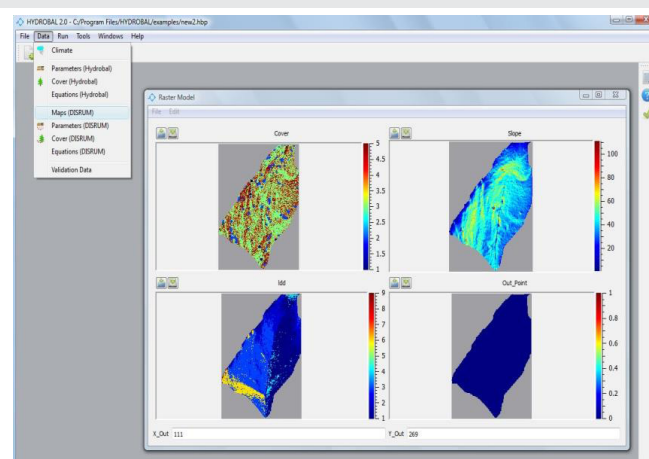 HYDROBAL 2.0 - C:/Program Files/HYDROBAL/examples/new2.hbp
File Data Run Tools Windows Help
Climate
Parameters (Hydrobal)
Cover (Hydrobal)
Equations (Hydrobal)
Maps (DISRUM)
Parameters (DISRUM)
Cover (DISRUM)
Equations (DISRUM)
Validation Data
Raster Model
File Edit
Cover
5
4.5
4
3.5
3
2.5
2
1.5
1
Slope
100
80
60
40
20
ldd
9
8
7
6
5
4
3
2
1
Out_Point
1
0.8
0.6
0.4
0.2
0
X_Out 111
Y_Out 269